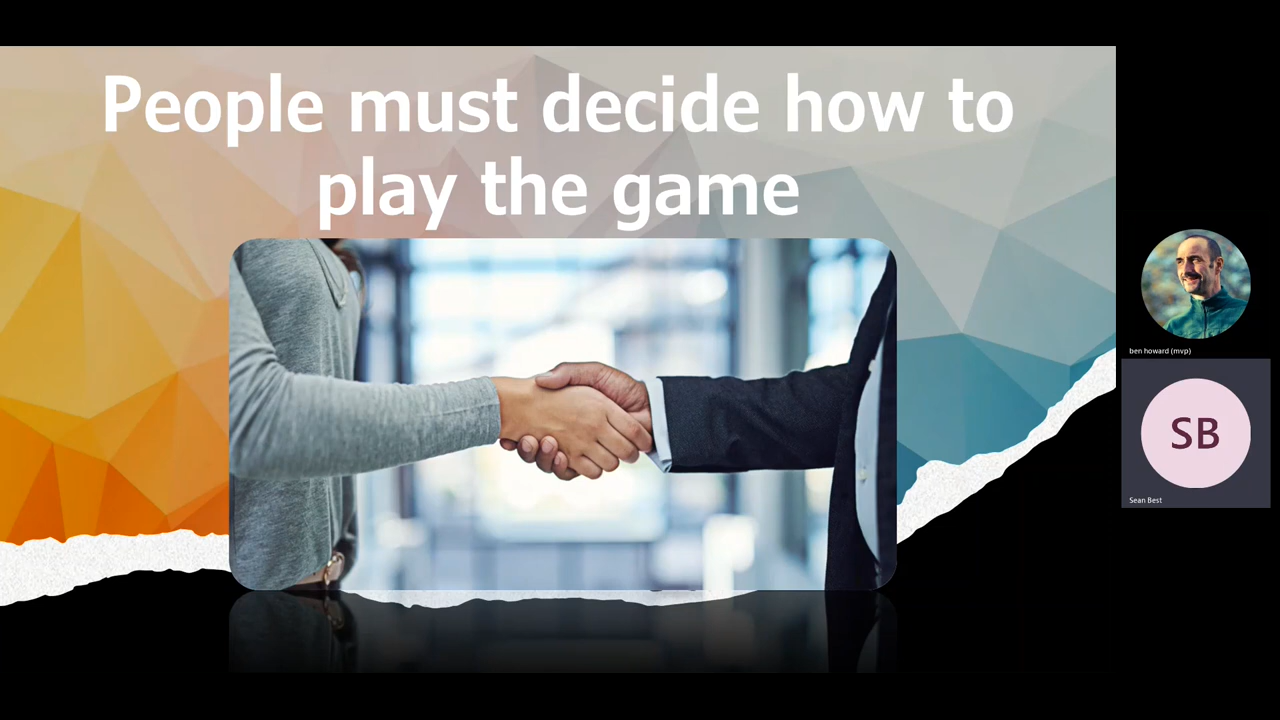 People must decide how to
play the game
ben howard (mvp)
SB
Sean Best